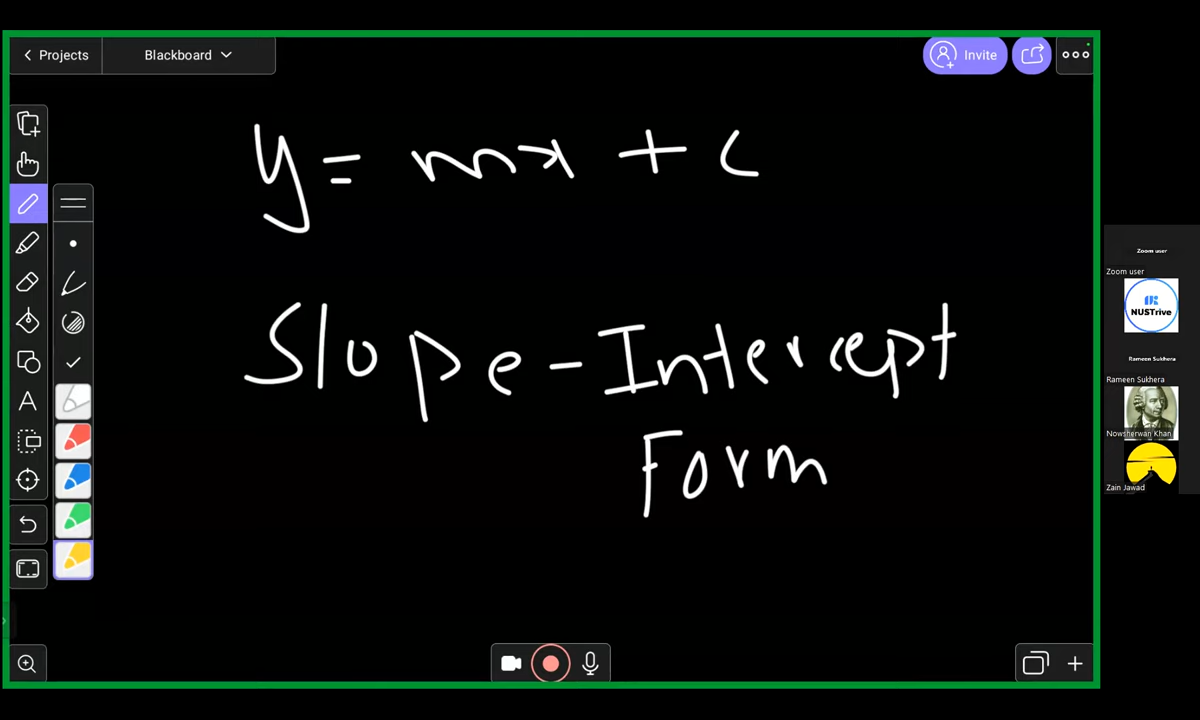 Projects
Blackboard
Invite
y = mx + c
Slope-Intercept
Form
A
Zoom user
Zoom user
NUSTrive
Rameen Sukhera
Rameen Sukhera
Nowsherwan Khan
Zain Jawad